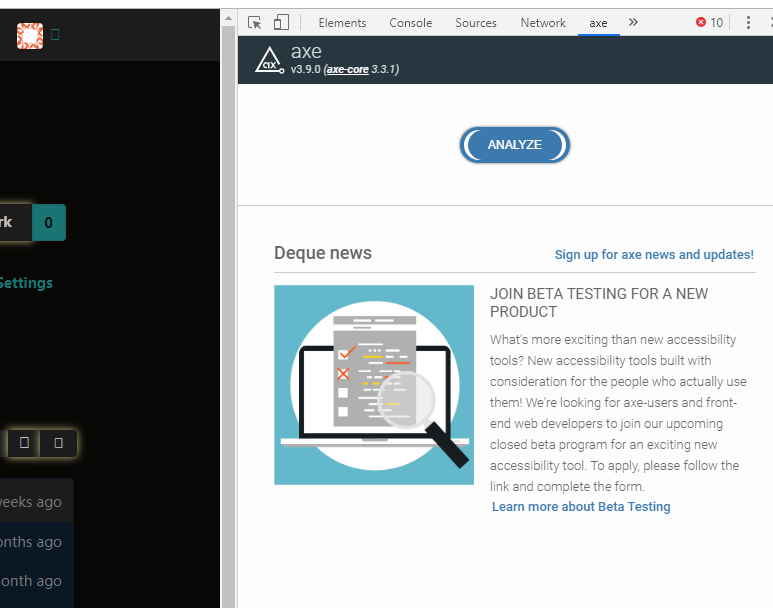 Elements Console Sources Network axe 10
axe
v3.9.0 (axe-core 3.3.1)
ANALYZE
rk 0
Settings
Deque news
Sign up for axe news and updates!
JOIN BETA TESTING FOR A NEW
PRODUCT
What's more exciting than new accessibility
tools? New accessibility tools built with
consideration for the people who actually use
them! We're looking for axe-users and front-
end web developers to join our upcoming
closed beta program for an exciting new
accessibility tool. To apply, please follow the
link and complete the form.
Learn more about Beta Testing
weeks ago
onths ago
onth ago